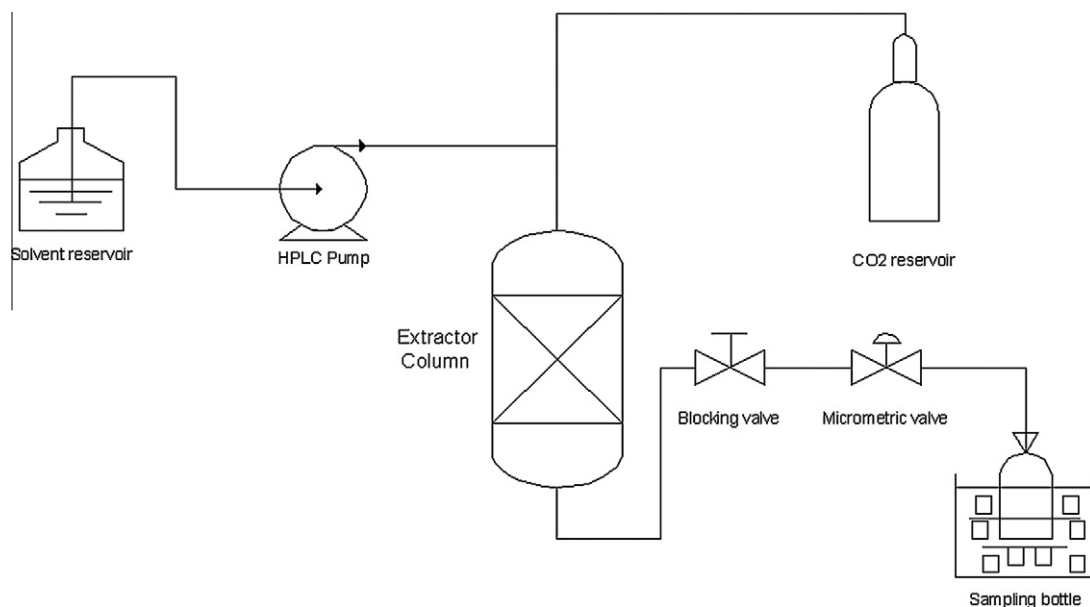 Solvent reservoir
HPLC Pump
CO2 reservoir
Extractor
Column
Blocking valve
Micrometric valve
Sampling bottle